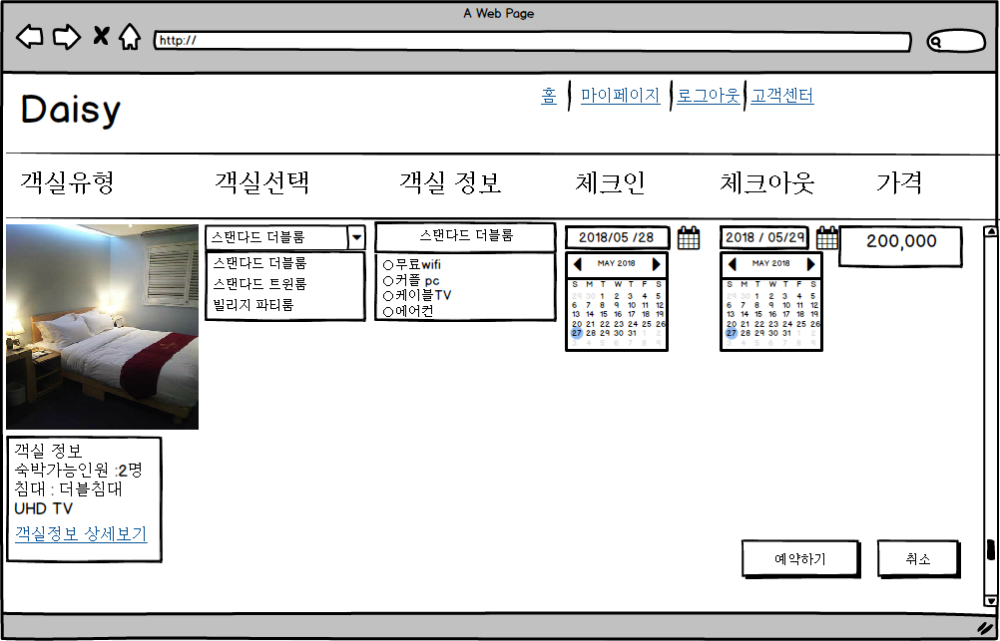 A Web Page
http://
Daisy
홈 마이페이지 로그아웃 고객센터
객실유형 객실선택 객실 정보 체크인 체크아웃 가격
스탠다드 더블룸
스탠다드 더블룸
스탠다드 트윈룸
빌리지 파티룸
스탠다드 더블룸
무료wifi
커플 pc
케이블TV
에어컨
2018/05 /28
MAY 2018
S M T W T F S
29 30 1 2 3 4 5
6 7 8 9 10 11 12
13 14 15 16 17 18 19
20 21 22 23 24 25 26
27 28 29 30 31 1 2
3 4 5 6 7 8 9
2018 / 05/29
MAY 2018
S M T W T F S
29 30 1 2 3 4 5
6 7 8 9 10 11 12
13 14 15 16 17 18 19
20 21 22 23 24 25 26
27 28 29 30 31 1 2
3 4 5 6 7 8 9
200,000
객실 정보
숙박가능인원 :2명
침대 : 더블침대
UHD TV
객실정보 상세보기
예약하기 취소